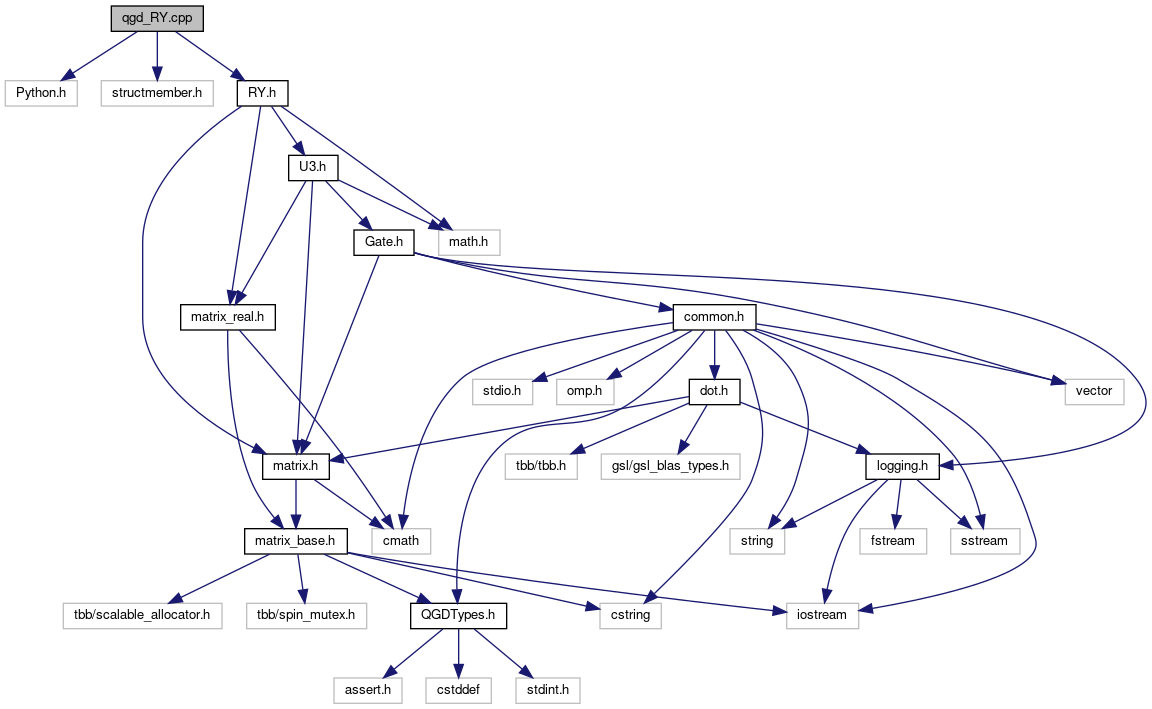 qgd_RY.cpp
Python.h
structmember.h
RY.h
U3.h
Gate.h
math.h
matrix_real.h
common.h
stdio.h
omp.h
dot.h
vector
matrix.h
tbb/tbb.h
gsl/gsl_blas_types.h
logging.h
matrix_base.h
cmath
string
fstream
sstream
tbb/scalable_allocator.h
tbb/spin_mutex.h
QGDTypes.h
cstring
iostream
assert.h
cstddef
stdint.h